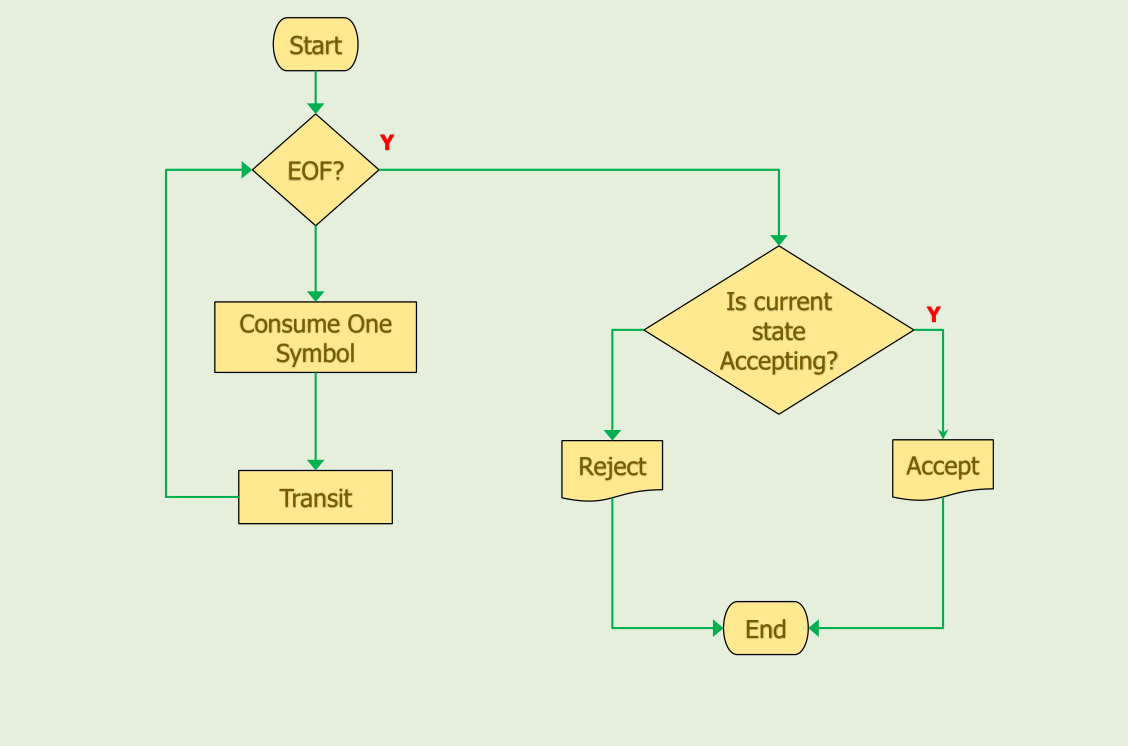 Start
Y
EOF?
Is current
state
Accepting?
Y
Consume One
Symbol
Reject
Accept
Transit
End